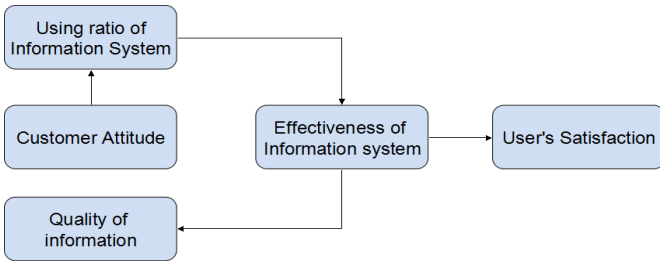 Using ratio of
Information System
Customer Attitude
Effectiveness of
Information system
User's Satisfaction
Quality of
information